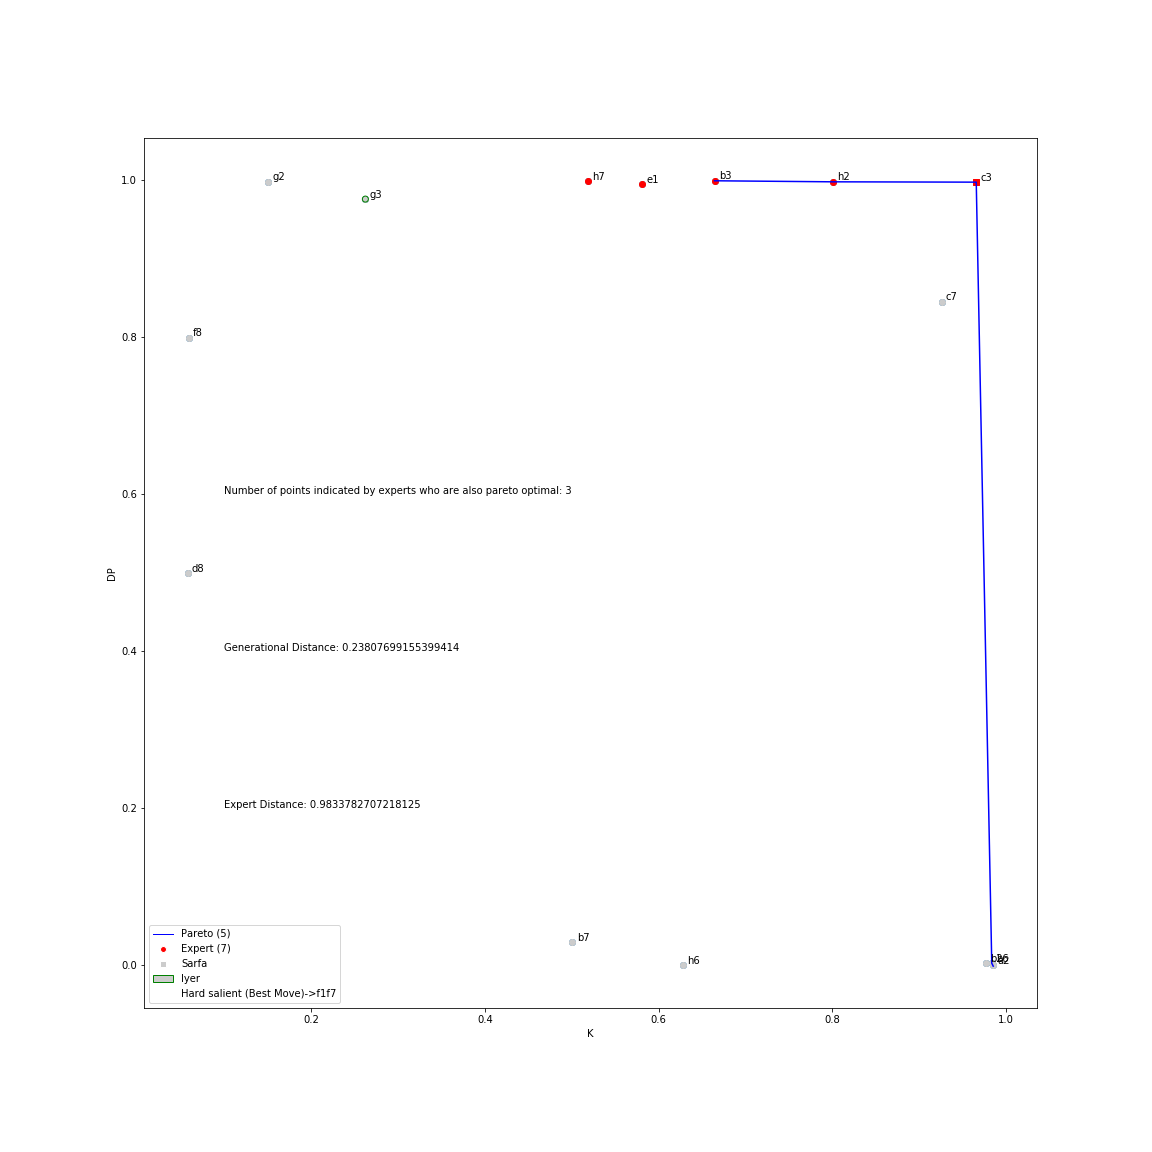 1.0
0.8
0.6
0.4
0.2
0.0
DP
g2
g3
h7
e1
b3
h2
c3
c7
f8
Number of points indicated by experts who are also pareto optimal: 3
d8
Generational Distance: 0.23807699155399414
Expert Distance: 0.9833782707218125
b7
h6
Pareto (5)
Expert (7)
Sarfa
Iyer
Hard salient (Best Move)->f1f7
0.2
0.4
0.6
0.8
1.0
K